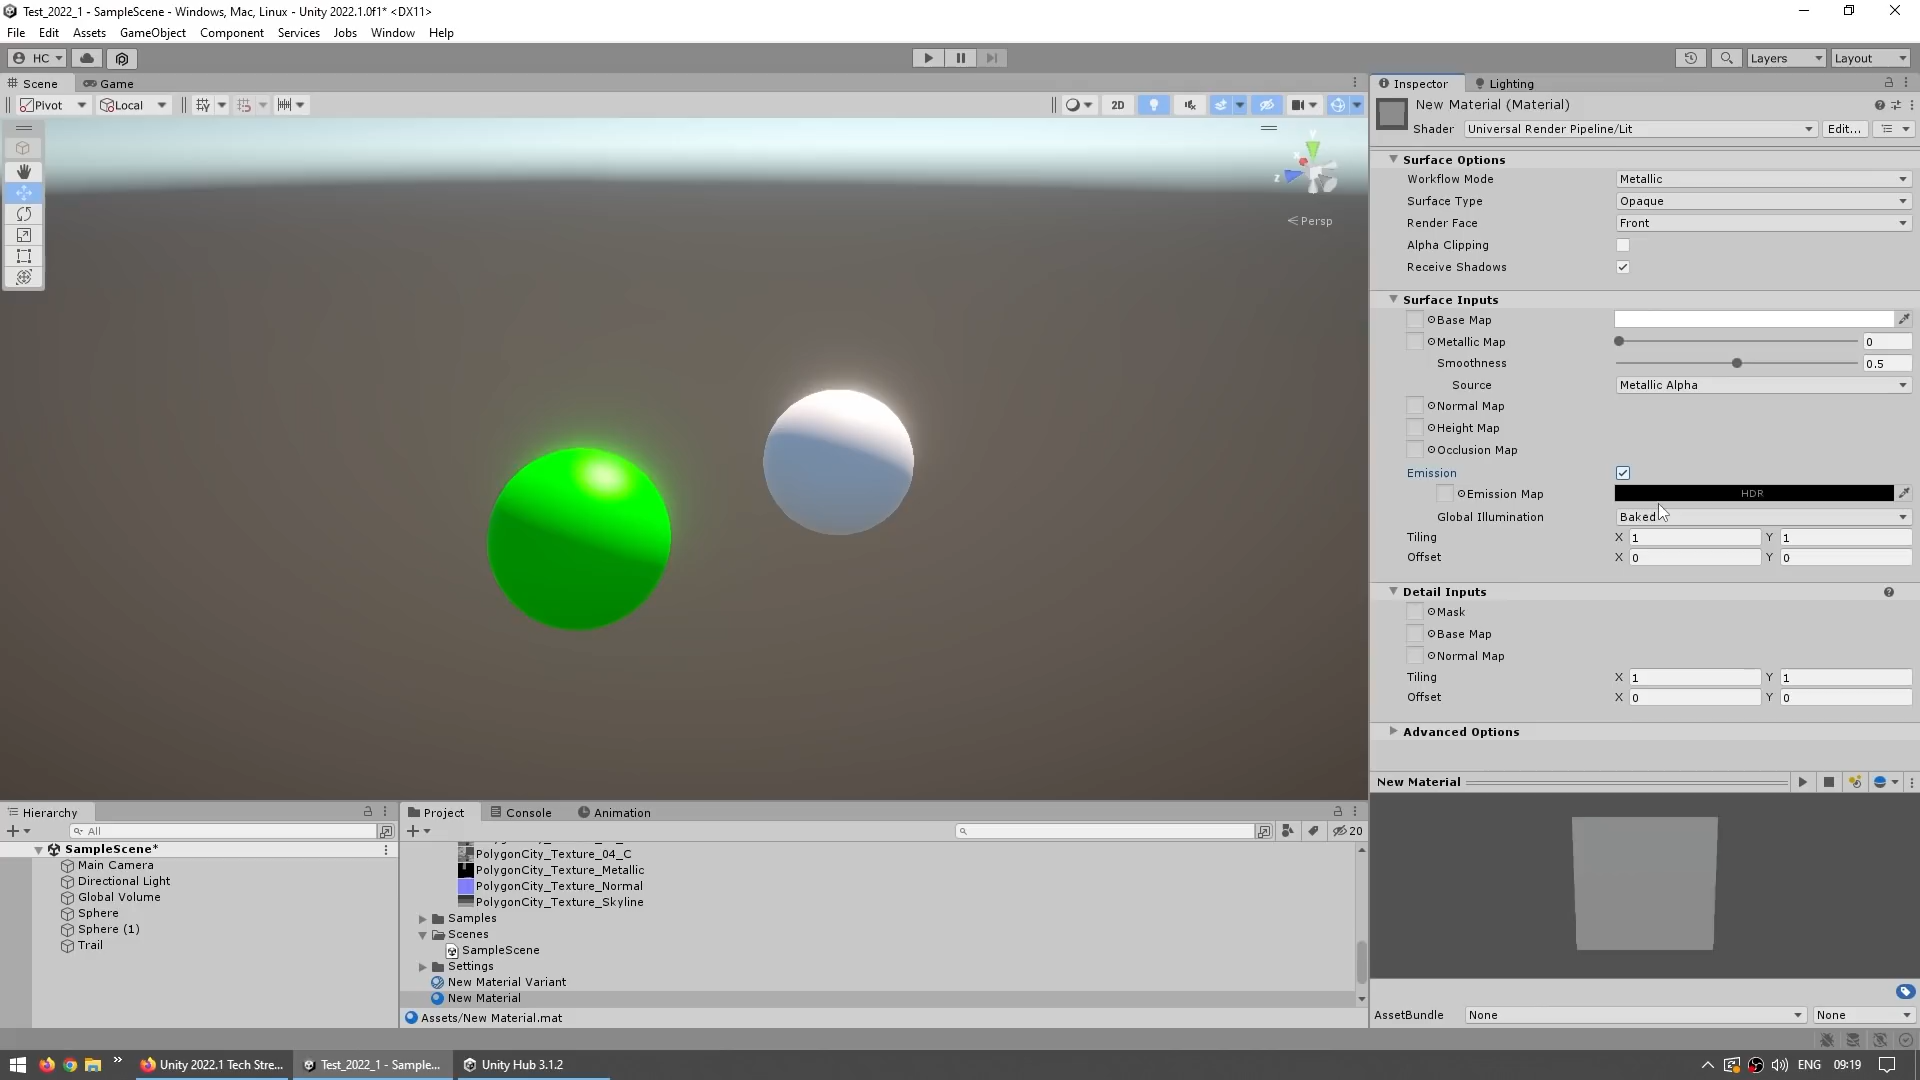 Test_2022_1 - SampleScene - Windows, Mac, Linux - Unity 2022.1.0f1* <DX11>
File Edit Assets GameObject Component Services Jobs Window Help
HC
Layers
Layout
Scene
Game
Pivot
Local
2D
Y
X
Z
Persp
Inspector
Lighting
New Material (Material)
Shader Universal Render Pipeline/Lit Edit...
Surface Options
Workflow Mode Metallic
Surface Type Opaque
Render Face Front
Alpha Clipping
Receive Shadows
Surface Inputs
Base Map
Metallic Map 0
Smoothness 0.5
Source Metallic Alpha
Normal Map
Height Map
Occlusion Map
Emission
Emission Map HDR
Global Illumination Baked
Tiling X 1 Y 1
Offset X 0 Y 0
Detail Inputs
Mask
Base Map
Normal Map
Tiling X 1 Y 1
Offset X 0 Y 0
Advanced Options
New Material
AssetBundle None None
Hierarchy
All
SampleScene*
Main Camera
Directional Light
Global Volume
Sphere
Sphere (1)
Trail
Project
Console
Animation
20
PolygonCity_Texture_04_C
PolygonCity_Texture_Metallic
PolygonCity_Texture_Normal
PolygonCity_Texture_Skyline
Samples
Scenes
SampleScene
Settings
New Material Variant
New Material
Assets/New Material.mat
Unity 2022.1 Tech Stre...
Test_2022_1 - Sample...
Unity Hub 3.1.2
ENG
09:19